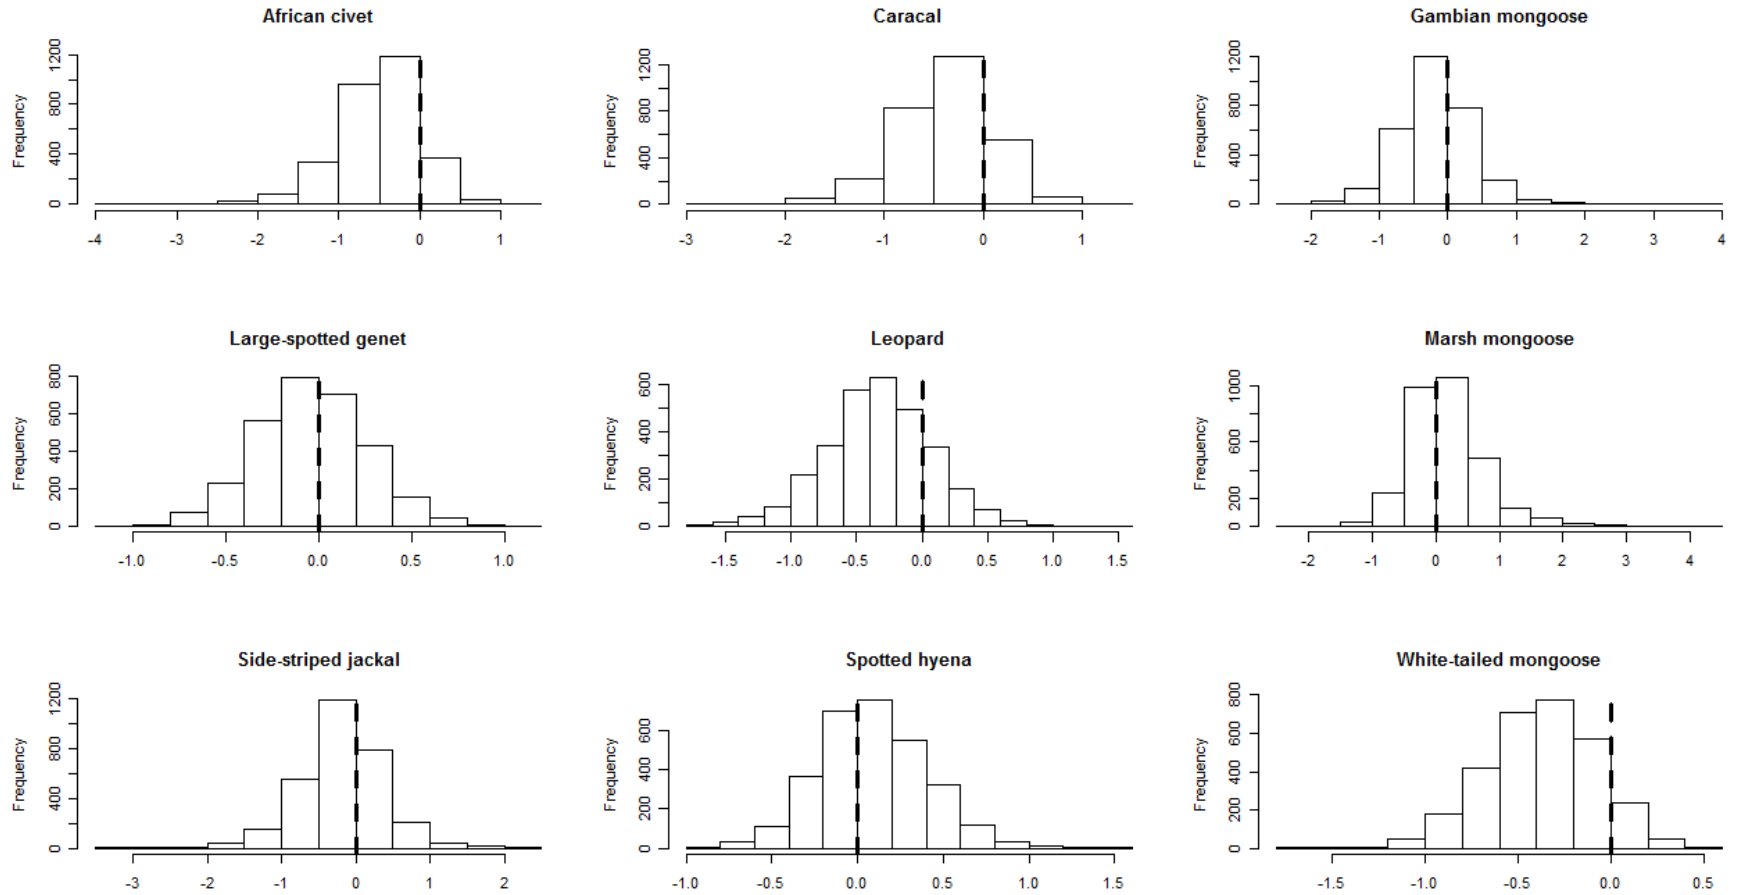 African civet
Frequency
0 400 800 1200
-4 -3 -2 -1 0 1
Caracal
Frequency
0 400 800 1200
-3 -2 -1 0 1
Gambian mongoose
Frequency
0 400 800 1200
-2 -1 0 1 2 3 4
Large-spotted genet
Frequency
0 200 400 600 800
-1.0 -0.5 0.0 0.5 1.0
Leopard
Frequency
0 200 400 600
-1.5 -1.0 -0.5 0.0 0.5 1.0 1.5
Marsh mongoose
Frequency
0 200 600 1000
-2 -1 0 1 2 3 4
Side-striped jackal
Frequency
0 400 800 1200
-3 -2 -1 0 1 2
Spotted hyena
Frequency
0 200 400 600
-1.0 -0.5 0.0 0.5 1.0 1.5
White-tailed mongoose
Frequency
0 200 400 600 800
-1.5 -1.0 -0.5 0.0 0.5